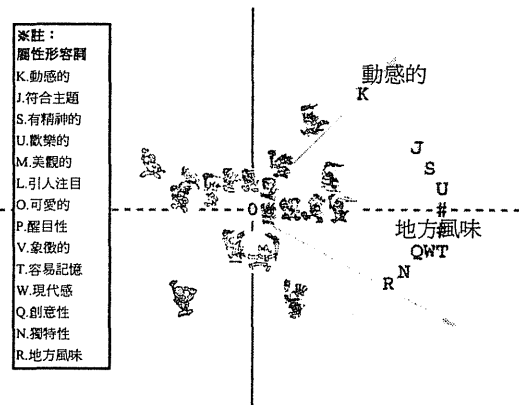 ※註：
屬性形容詞
K.動感的
J.符合主題
S.有精神的
U.歡樂的
M.美觀的
L.引人注目
O.可愛的
P.醒目性
V.象徵的
T.容易記憶
W.現代感
Q.創意性
N.獨特性
R.地方風味
動感的
K
J
S
U
#
0
地方風味
QWT
N
R